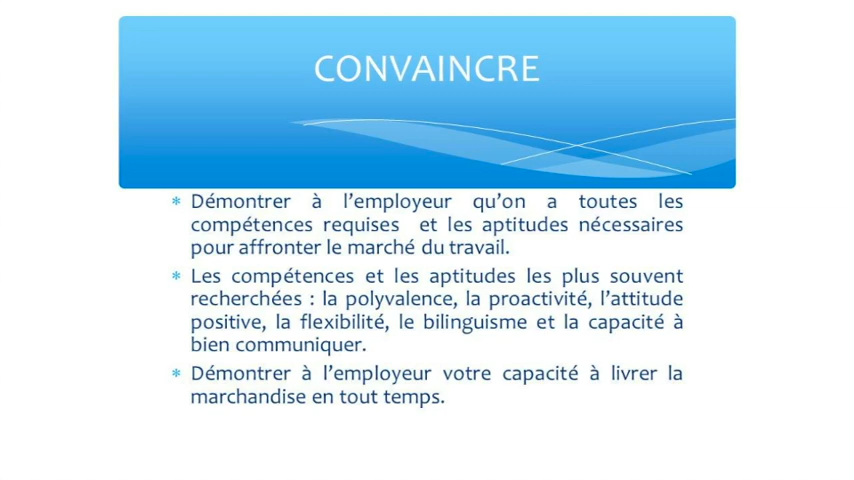 CONVAINCRE
* Démontrer à l’employeur qu’on a toutes les
compétences requises et les aptitudes nécessaires
pour affronter le marché du travail.
* Les compétences et les aptitudes les plus souvent
recherchées : la polyvalence, la proactivité, l’attitude
positive, la flexibilité, le bilinguisme et la capacité à
bien communiquer.
* Démontrer à l’employeur votre capacité à livrer la
marchandise en tout temps.